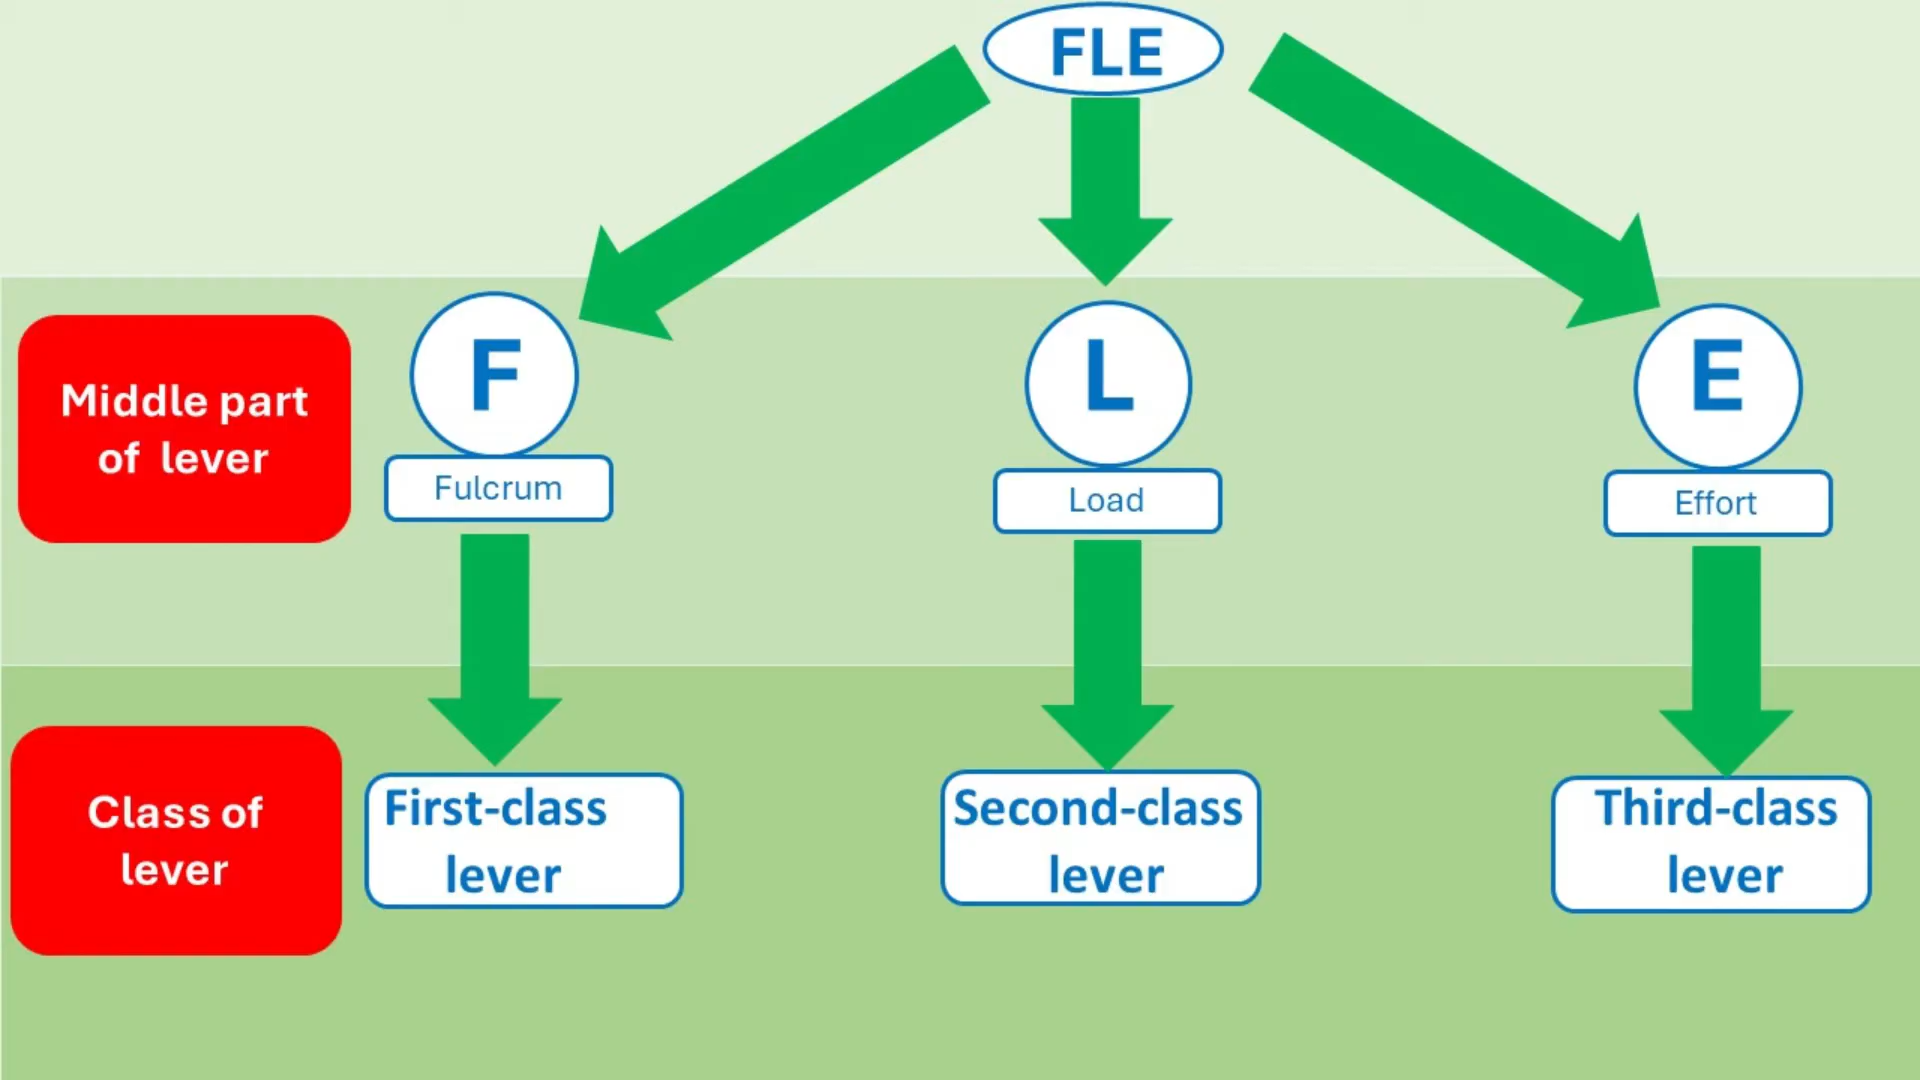 FLE
Middle part
of lever
F
Fulcrum
L
Load
E
Effort
Class of
lever
First-class
lever
Second-class
lever
Third-class
lever